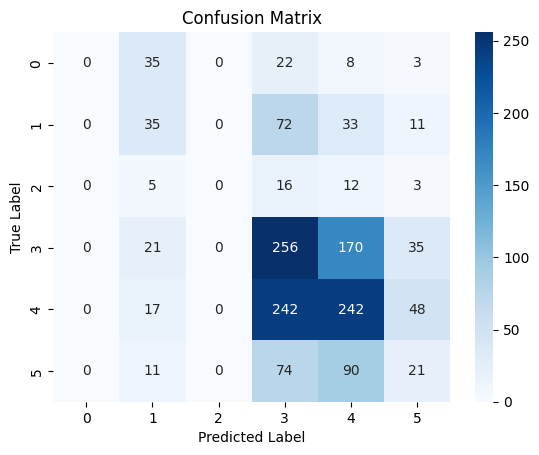 Confusion Matrix
0 0 35 0 22 8 3
1 0 35 0 72 33 11
2 0 5 0 16 12 3
3 0 21 0 256 170 35
4 0 17 0 242 242 48
5 0 11 0 74 90 21
0 1 2 3 4 5
Predicted Label
True Label
250
200
150
100
50
0